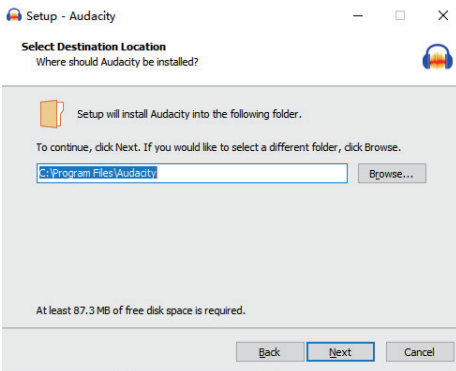 Setup - Audacity
Select Destination Location
Where should Audacity be installed?
Setup will install Audacity into the following folder.
To continue, click Next. If you would like to select a different folder, click Browse.
C:\Program Files\Audacity
Browse...
At least 87.3 MB of free disk space is required.
Back Next Cancel